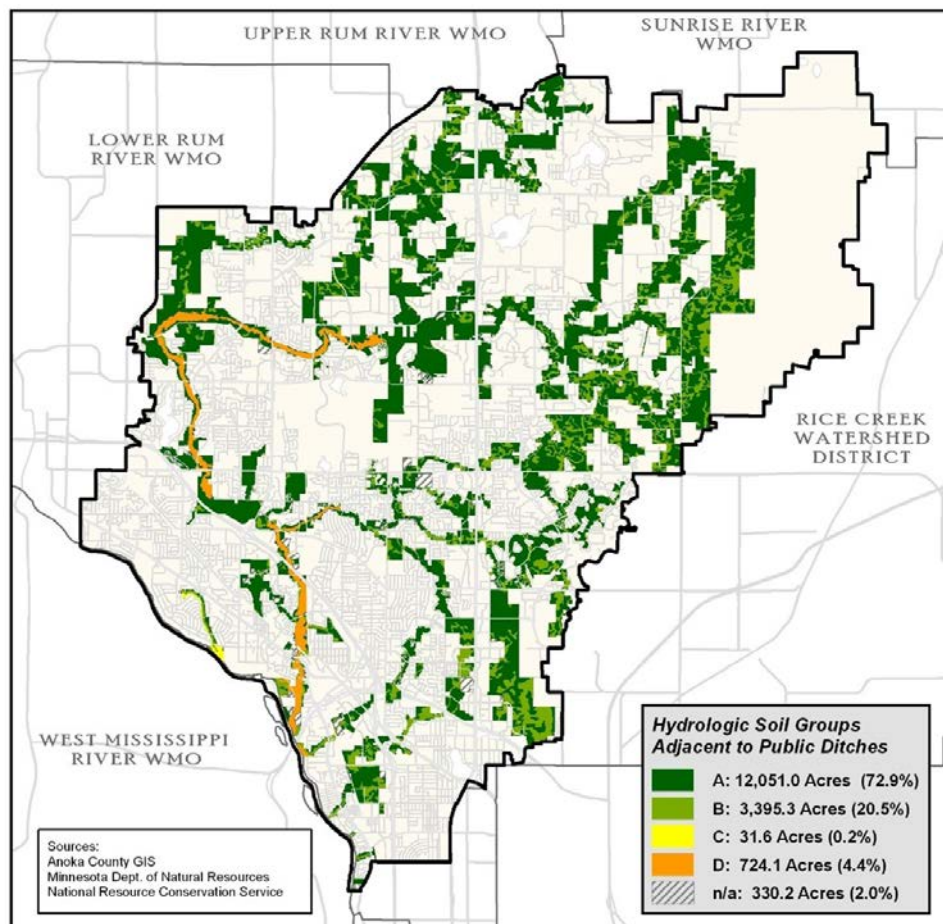 UPPER RUM RIVER WMO
SUNRISE RIVER
WMO
LOWER RUM
RIVER WMO
RICE CREEK
WATERSHED
DISTRICT
WEST MISSISSIPPI
RIVER WMO
Hydrologic Soil Groups
Adjacent to Public Ditches
A: 12,051.0 Acres (72.9%)
B: 3,395.3 Acres (20.5%)
C: 31.6 Acres (0.2%)
D: 724.1 Acres (4.4%)
n/a: 330.2 Acres (2.0%)
Sources:
Anoka County GIS
Minnesota Dept. of Natural Resources
National Resource Conservation Service